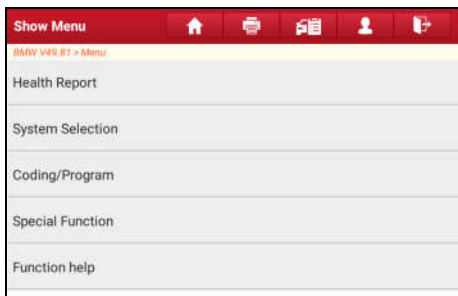 Show Menu
BMW V49.81 > Menu
Health Report
System Selection
Coding/Program
Special Function
Function help